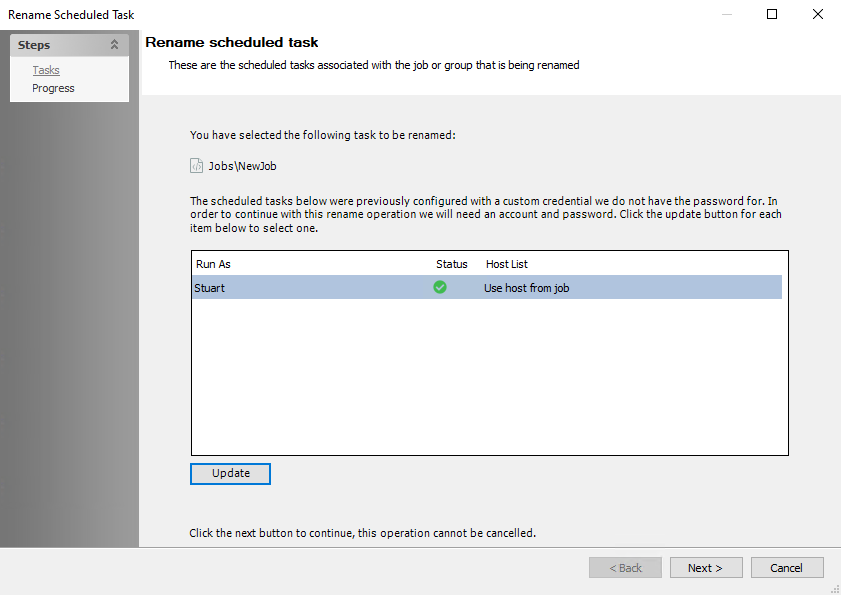 Rename Scheduled Task
Steps
Tasks
Progress
Rename scheduled task
These are the scheduled tasks associated with the job or group that is being renamed
You have selected the following task to be renamed:
Jobs\NewJob
The scheduled tasks below were previously configured with a custom credential we do not have the password for. In
order to continue with this rename operation we will need an account and password. Click the update button for each
item below to select one.
Run As Status Host List
Stuart Use host from job
Update
Click the next button to continue, this operation cannot be cancelled.
< Back Next > Cancel